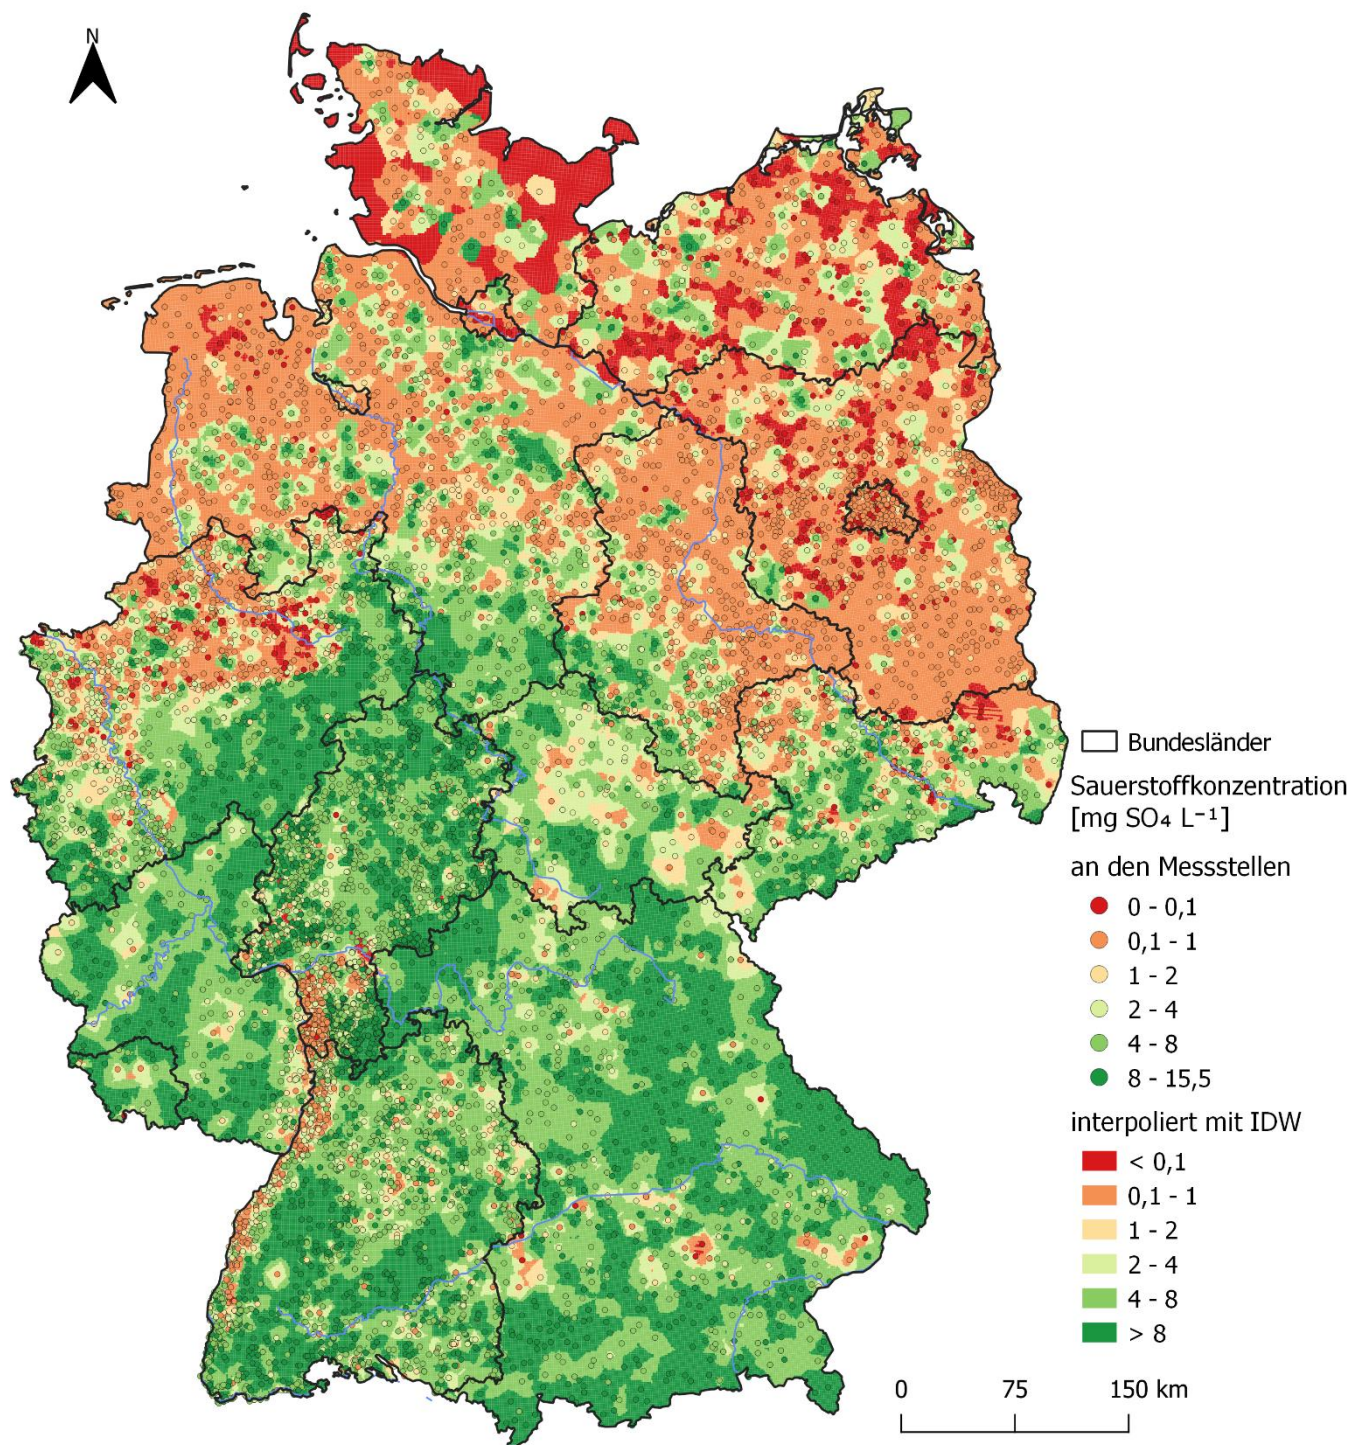 N
Bundesländer
Sauerstoffkonzentration
[mg SO₄ L⁻¹]
an den Messstellen
0 - 0,1
0,1 - 1
1 - 2
2 - 4
4 - 8
8 - 15,5
interpoliert mit IDW
< 0,1
0,1 - 1
1 - 2
2 - 4
4 - 8
> 8
0 75 150 km